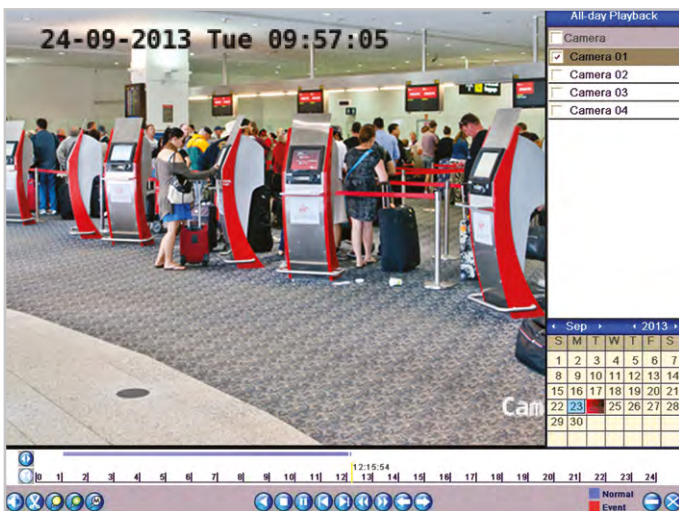 24-09-2013 Tue 09:57:05
Cam
All-day Playback
Camera
Camera 01
Camera 02
Camera 03
Camera 04
Sep 2013
S M T W T F S
1 2 3 4 5 6 7
8 9 10 11 12 13 14
15 16 17 18 19 20 21
22 23 25 26 27 28
29 30
12:15:54
0 1 2 3 4 5 6 7 8 9 10 11 12 13 14 15 16 17 18 19 20 21 22 23 24
Normal
Event